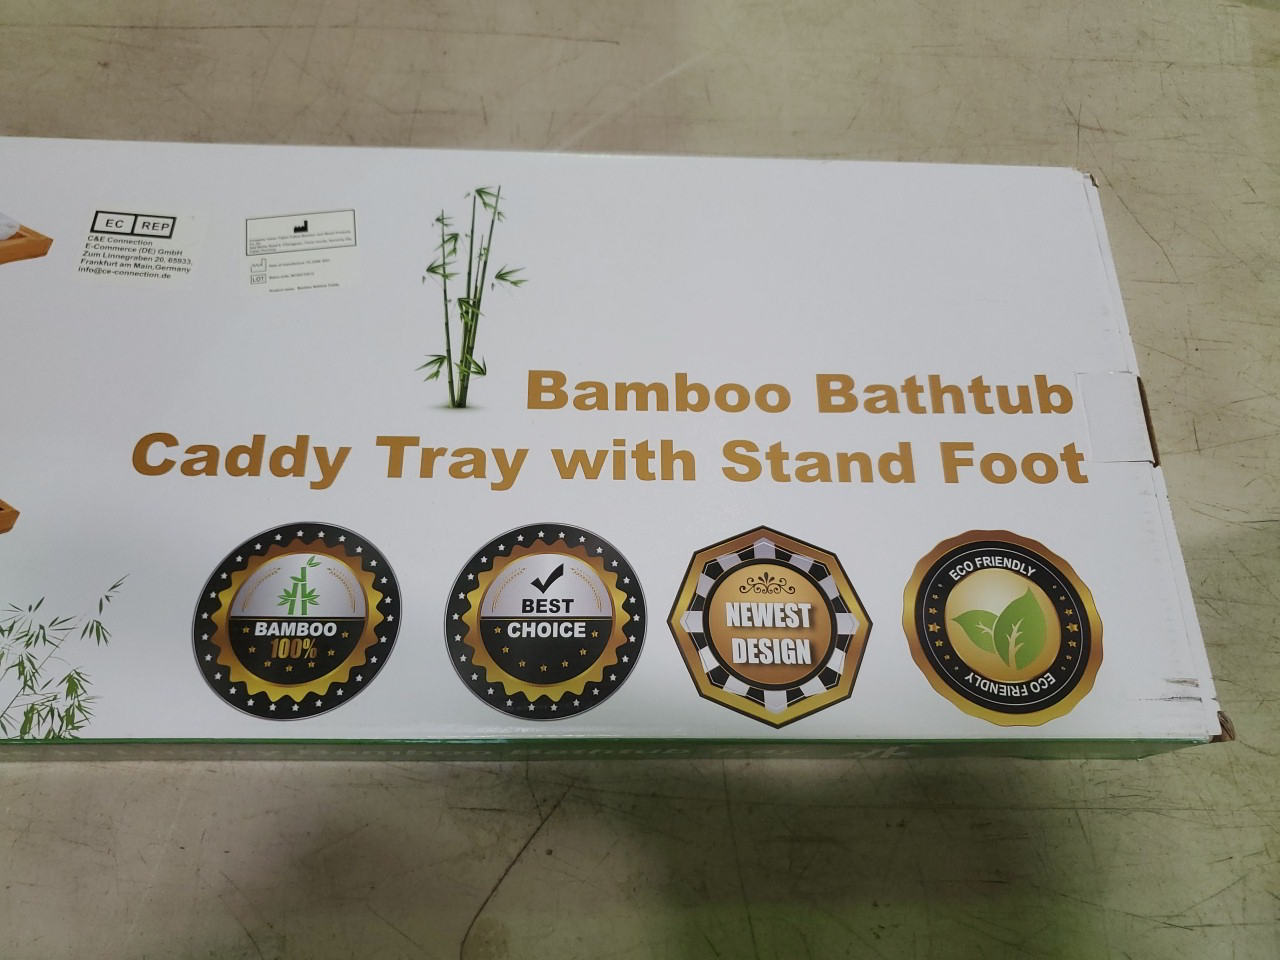 EC REP
C&E Connection
E-Commerce (DE) GmbH
Zum Linnegraben 20, 65933,
Frankfurt am Main,Germany
info@ce-connection.de
LOT
Bamboo Bathtub
Caddy Tray with Stand Foot
BAMBOO
100%
BEST
CHOICE
NEWEST
DESIGN
ECO FRIENDLY
ECO FRIENDLY